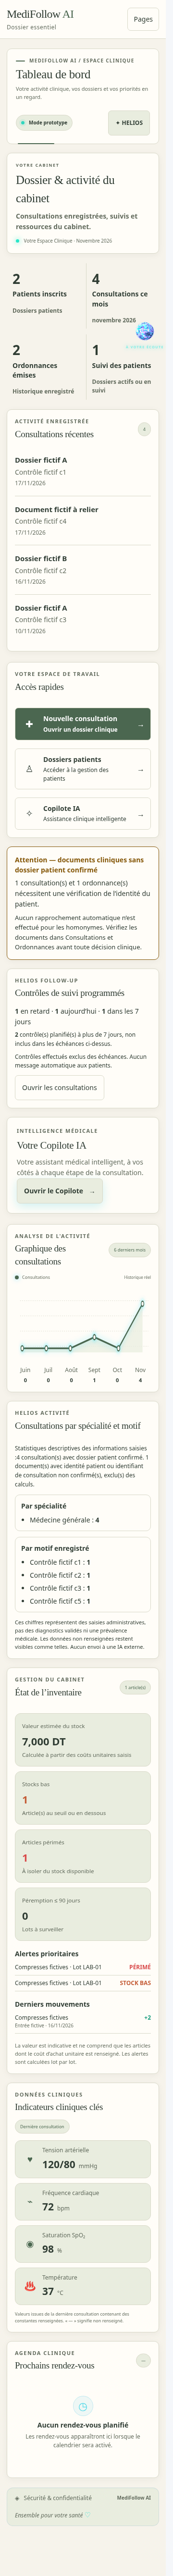 MediFollow AI
Dossier essentiel
Pages
MEDIFOLLOW AI / ESPACE CLINIQUE
Tableau de bord
Votre activité clinique, vos dossiers et vos priorités en
un regard.
Mode prototype
✦ HELIOS
VOTRE CABINET
Dossier & activité du
cabinet
Consultations enregistrées, suivis et
ressources du cabinet.
Votre Espace Clinique · Novembre 2026
2
Patients inscrits
Dossiers patients
4
Consultations ce
mois
novembre 2026
2
Ordonnances
émises
Historique enregistré
1
Suivi des patients
Dossiers actifs ou en
suivi
ACTIVITÉ ENREGISTRÉE
Consultations récentes
4
Dossier fictif A
Contrôle fictif c1
17/11/2026
Document fictif à relier
Contrôle fictif c4
17/11/2026
Dossier fictif B
Contrôle fictif c2
16/11/2026
Dossier fictif A
Contrôle fictif c3
10/11/2026
VOTRE ESPACE DE TRAVAIL
Accès rapides
Nouvelle consultation
Ouvrir un dossier clinique
→
Dossiers patients
Accéder à la gestion des
patients
→
Copilote IA
Assistance clinique intelligente
→
Attention — documents cliniques sans
dossier patient confirmé
1 consultation(s) et 1 ordonnance(s)
nécessitent une vérification de l'identité du
patient.
Aucun rapprochement automatique n'est
effectué pour les homonymes. Vérifiez les
documents dans Consultations et
Ordonnances avant toute décision clinique.
HELIOS FOLLOW-UP
Contrôles de suivi programmés
1 en retard · 1 aujourd'hui · 1 dans les 7
jours
2 contrôle(s) planifié(s) à plus de 7 jours, non
inclus dans les échéances ci-dessus.
Contrôles effectués exclus des échéances. Aucun
message automatique aux patients.
Ouvrir les consultations
INTELLIGENCE MÉDICALE
Votre Copilote IA
Votre assistant médical intelligent, à vos
côtés à chaque étape de la consultation.
Ouvrir le Copilote →
ANALYSE DE L'ACTIVITÉ
Graphique des
consultations
6 derniers mois
Consultations
Historique réel
Juin Juil Août Sept Oct Nov
0 0 0 1 0 4
HELIOS ACTIVITY
Consultations par spécialité et motif
Statistiques descriptives des informations saisies
:4 consultation(s) avec dossier patient confirmé. 1
document(s) avec identité patient ou identifiant
de consultation non confirmé(s), exclu(s) des
calculs.
Par spécialité
• Médecine générale : 4
Par motif enregistré
• Contrôle fictif c1 : 1
• Contrôle fictif c2 : 1
• Contrôle fictif c3 : 1
• Contrôle fictif c5 : 1
Ces chiffres représentent des saisies administratives,
pas des diagnostics validés ni une prévalence
médicale. Les données non renseignées restent
visibles comme telles. Aucun envoi à une IA externe.
GESTION DU CABINET
État de l'inventaire
1 article(s)
Valeur estimée du stock
7,000 DT
Calculée à partir des coûts unitaires saisis
Stocks bas
1
Article(s) au seuil ou en dessous
Articles périmés
1
À isoler du stock disponible
Péremption ≤ 90 jours
0
Lots à surveiller
Alertes prioritaires
Compresses fictives · Lot LAB-01 PÉRIMÉ
Compresses fictives · Lot LAB-01 STOCK BAS
Derniers mouvements
Compresses fictives +2
Entrée fictive · 16/11/2026
La valeur est indicative et ne comprend que les articles
dont le coût d'achat unitaire est renseigné. Les alertes
sont calculées lot par lot.
DONNÉES CLINIQUES
Indicateurs cliniques clés
Dernière consultation
Tension artérielle
120/80 mmHg
Fréquence cardiaque
72 bpm
Saturation SpO₂
98 %
Température
37 °C
Valeurs issues de la dernière consultation contenant des
constantes renseignées. « — » signifie non renseigné.
AGENDA CLINIQUE
Prochains rendez-vous
—
Aucun rendez-vous planifié
Les rendez-vous apparaîtront ici lorsque le
calendrier sera activé.
Sécurité & confidentialité
MediFollow AI
Ensemble pour votre santé ♡